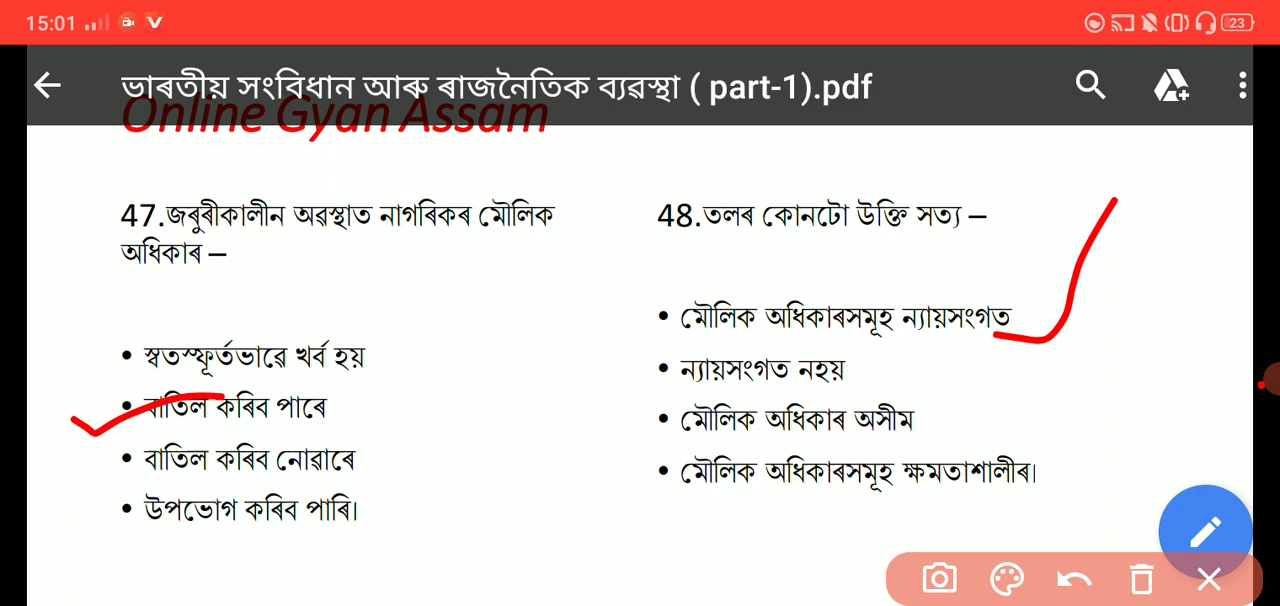 15:01
23
ভাৰতীয় সংবিধান আৰু ৰাজনৈতিক ব্যৱস্থা ( part-1).pdf
Online Gyan Assam
47.জৰুৰীকালীন অৱস্থাত নাগৰিকৰ মৌলিক
অধিকাৰ –
• স্বতস্ফূৰ্তভাৱে খৰ্ব হয়
• বাতিল কৰিব পাৰে
• বাতিল কৰিব নোৱাৰে
• উপভোগ কৰিব পাৰি।
48.তলৰ কোনটো উক্তি সত্য –
• মৌলিক অধিকাৰসমূহ ন্যায়সংগত
• ন্যায়সংগত নহয়
• মৌলিক অধিকাৰ অসীম
• মৌলিক অধিকাৰসমূহ ক্ষমতাশালীৰ।